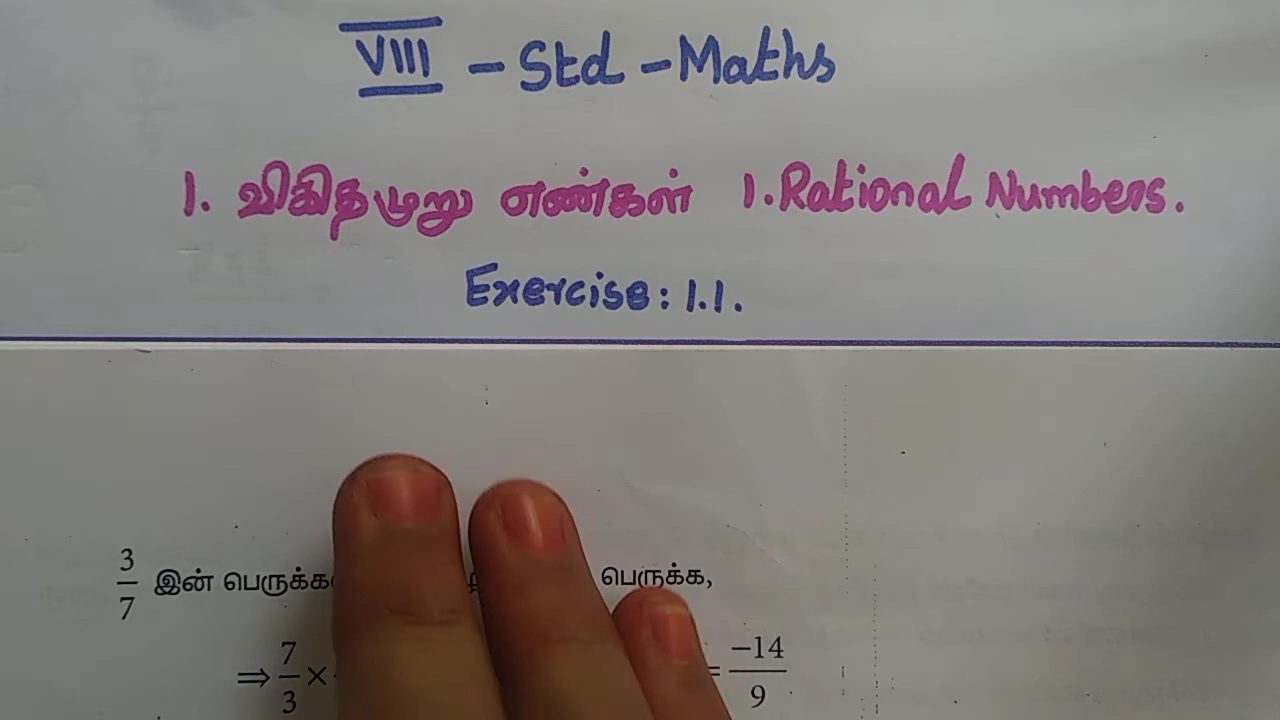 VIII - Std - Maths
1. விகிதமுறு எண்கள் 1. Rational Numbers.
Exercise: 1.1.
3/7 இன் பெருக்க,
⇒ 7/3 × = -14/9